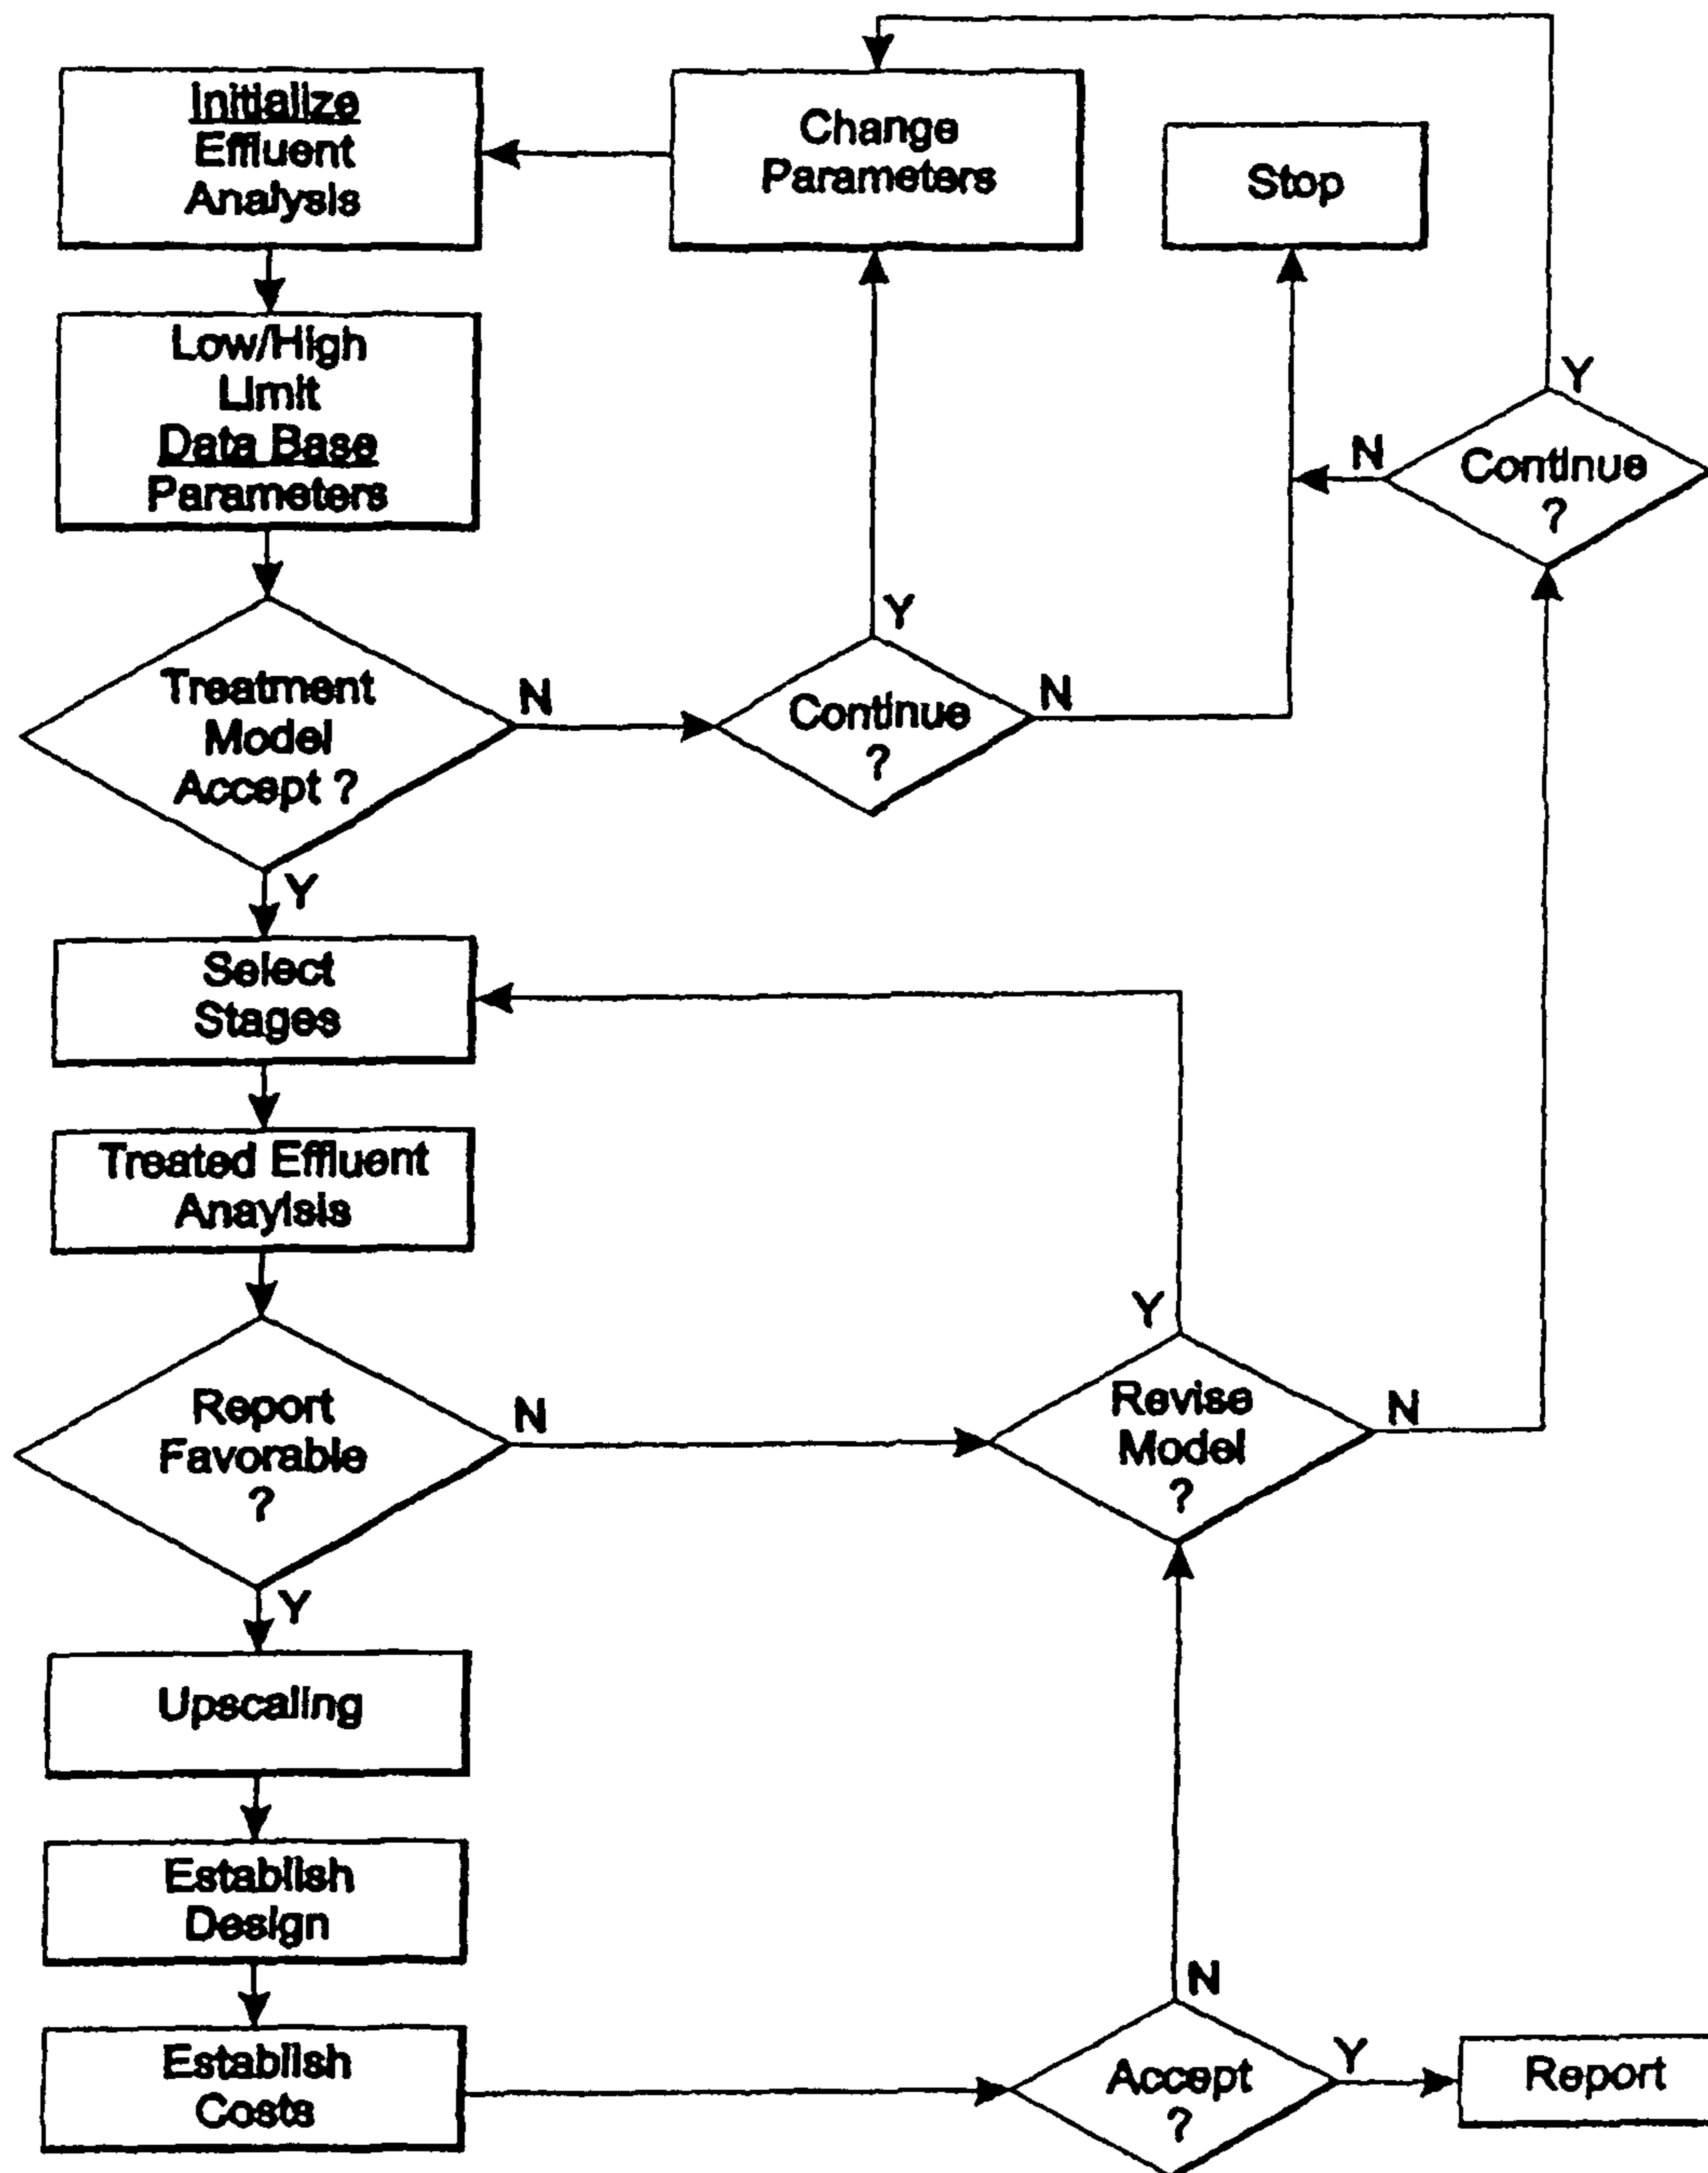 Initialize
Effluent
Analysis
Change
Parameters
Stop
Low/High
Limit
Data Base
Parameters
Y
N
Continue
?
Treatment
Model
Accept ?
N
Y
Continue
?
N
Y
Select
Stages
Treated Effluent
Anaylsis
Y
Report
Favorable
?
N
Revise
Model
?
N
Y
Upscaling
Establish
Design
N
Establish
Costs
Accept
?
Y
Report